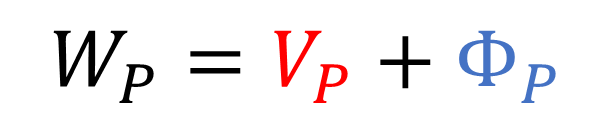 W_P = V_P + Φ_P